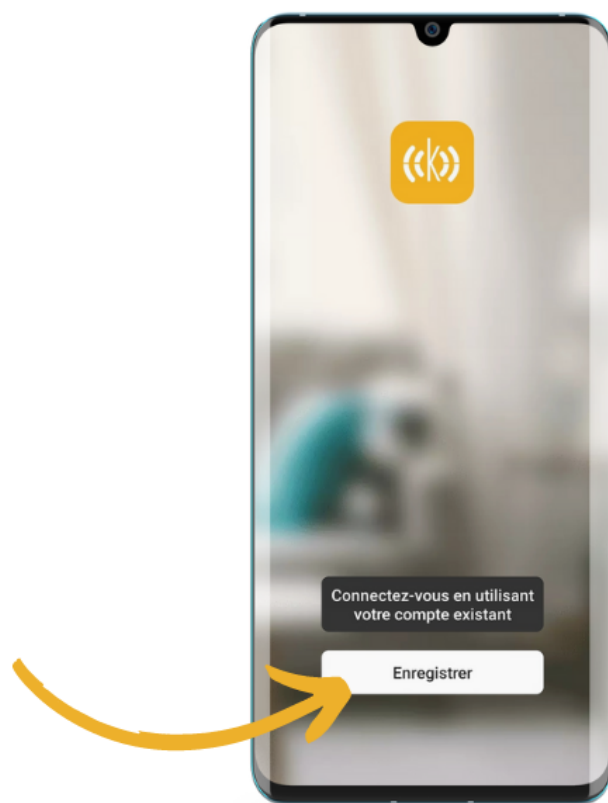 ((k))
Connectez-vous en utilisant
votre compte existant
Enregistrer